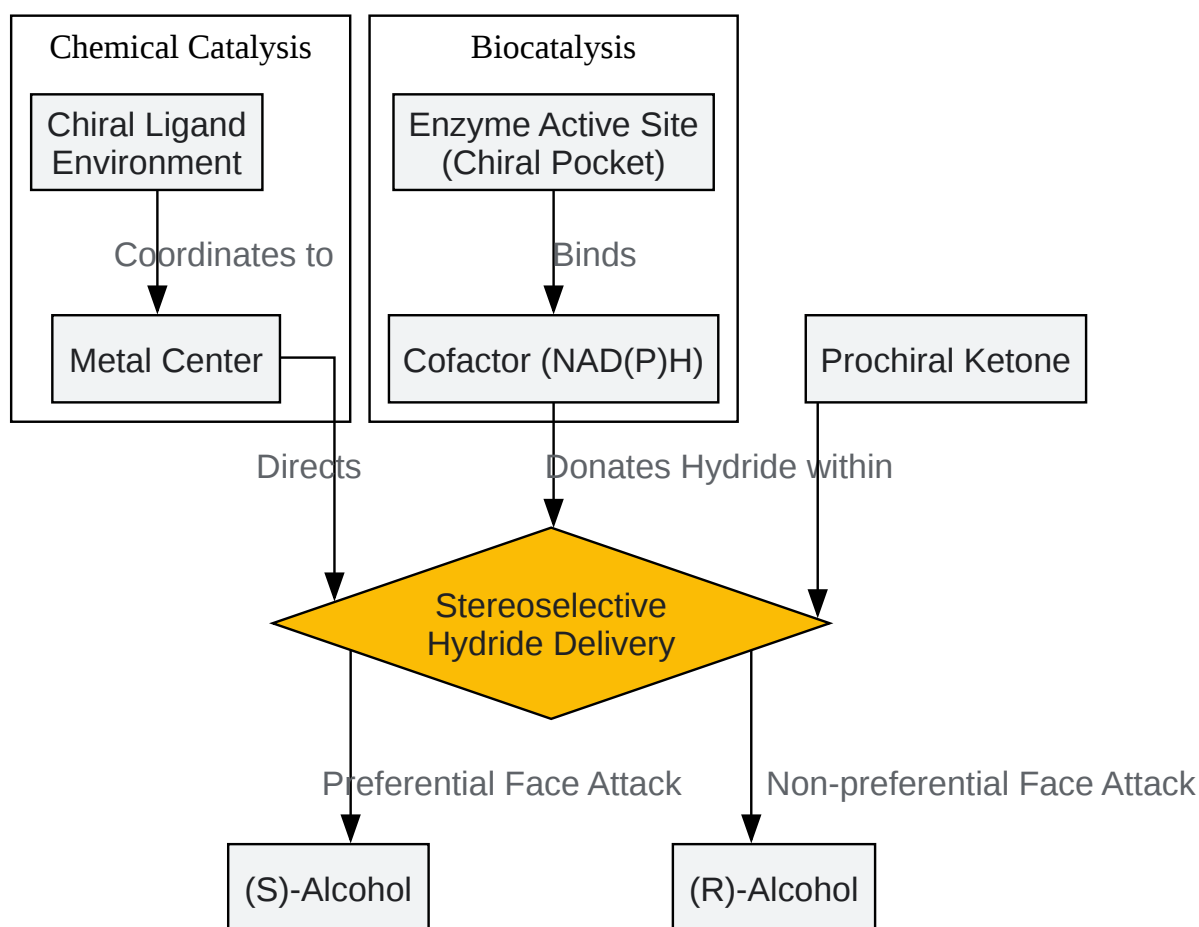 Chemical Catalysis
Biocatalysis
Chiral Ligand
Environment
Enzyme Active Site
(Chiral Pocket)
Coordinates to
Binds
Metal Center
Cofactor (NAD(P)H)
Prochiral Ketone
Directs
Donates Hydride within
Stereoselective
Hydride Delivery
Preferential Face Attack
Non-preferential Face Attack
(S)-Alcohol
(R)-Alcohol